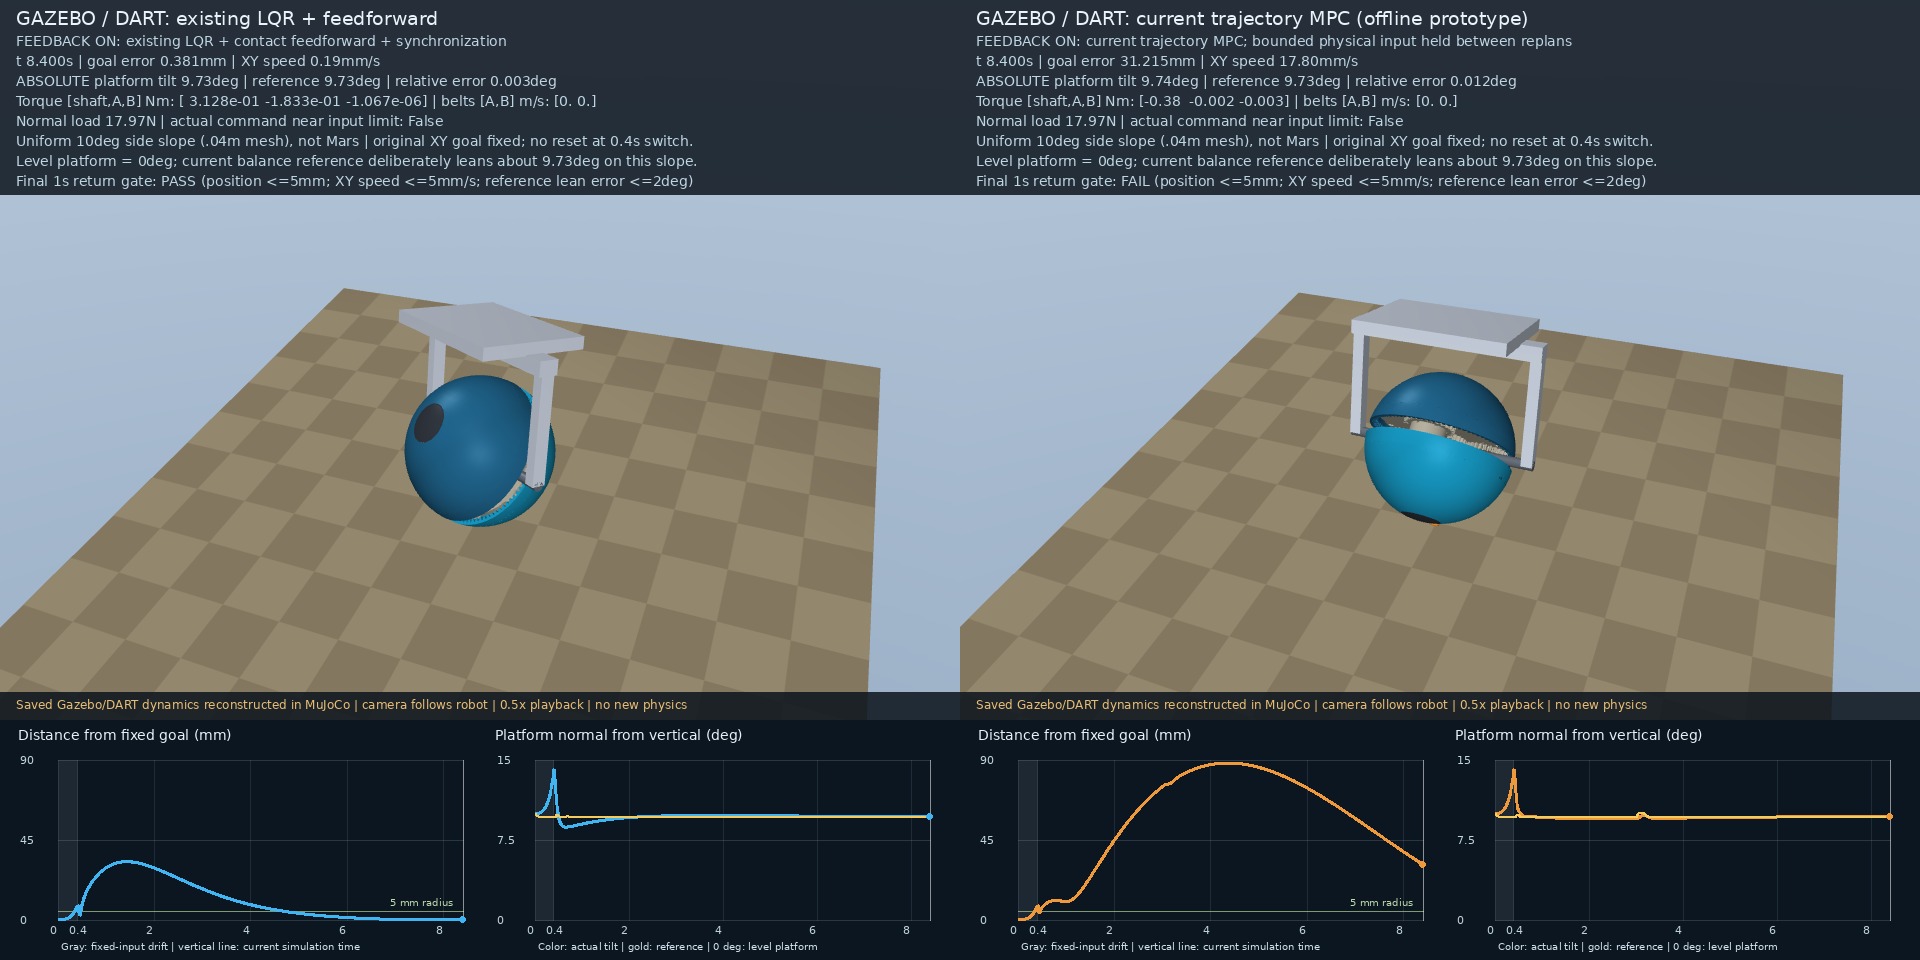 GAZEBO / DART: existing LQR + feedforward
FEEDBACK ON: existing LQR + contact feedforward + synchronization
t 8.400s | goal error 0.381mm | XY speed 0.19mm/s
ABSOLUTE platform tilt 9.73deg | reference 9.73deg | relative error 0.003deg
Torque [shaft,A,B] Nm: [ 3.128e-01 -1.833e-01 -1.067e-06] | belts [A,B] m/s: [0. 0.]
Normal load 17.97N | actual command near input limit: False
Uniform 10deg side slope (.04m mesh), not Mars | original XY goal fixed; no reset at 0.4s switch.
Level platform = 0deg; current balance reference deliberately leans about 9.73deg on this slope.
Final 1s return gate: PASS (position <=5mm; XY speed <=5mm/s; reference lean error <=2deg)
GAZEBO / DART: current trajectory MPC (offline prototype)
FEEDBACK ON: current trajectory MPC; bounded physical input held between replans
t 8.400s | goal error 31.215mm | XY speed 17.80mm/s
ABSOLUTE platform tilt 9.74deg | reference 9.73deg | relative error 0.012deg
Torque [shaft,A,B] Nm: [-0.38  -0.002 -0.003] | belts [A,B] m/s: [0. 0.]
Normal load 17.97N | actual command near input limit: False
Uniform 10deg side slope (.04m mesh), not Mars | original XY goal fixed; no reset at 0.4s switch.
Level platform = 0deg; current balance reference deliberately leans about 9.73deg on this slope.
Final 1s return gate: FAIL (position <=5mm; XY speed <=5mm/s; reference lean error <=2deg)
Saved Gazebo/DART dynamics reconstructed in MuJoCo | camera follows robot | 0.5x playback | no new physics
Saved Gazebo/DART dynamics reconstructed in MuJoCo | camera follows robot | 0.5x playback | no new physics
Distance from fixed goal (mm)
90
45
0
5 mm radius
0 0.4 2 4 6 8
Gray: fixed-input drift | vertical line: current simulation time
Platform normal from vertical (deg)
15
7.5
0
0 0.4 2 4 6 8
Color: actual tilt | gold: reference | 0 deg: level platform
Distance from fixed goal (mm)
90
45
0
5 mm radius
0 0.4 2 4 6 8
Gray: fixed-input drift | vertical line: current simulation time
Platform normal from vertical (deg)
15
7.5
0
0 0.4 2 4 6 8
Color: actual tilt | gold: reference | 0 deg: level platform